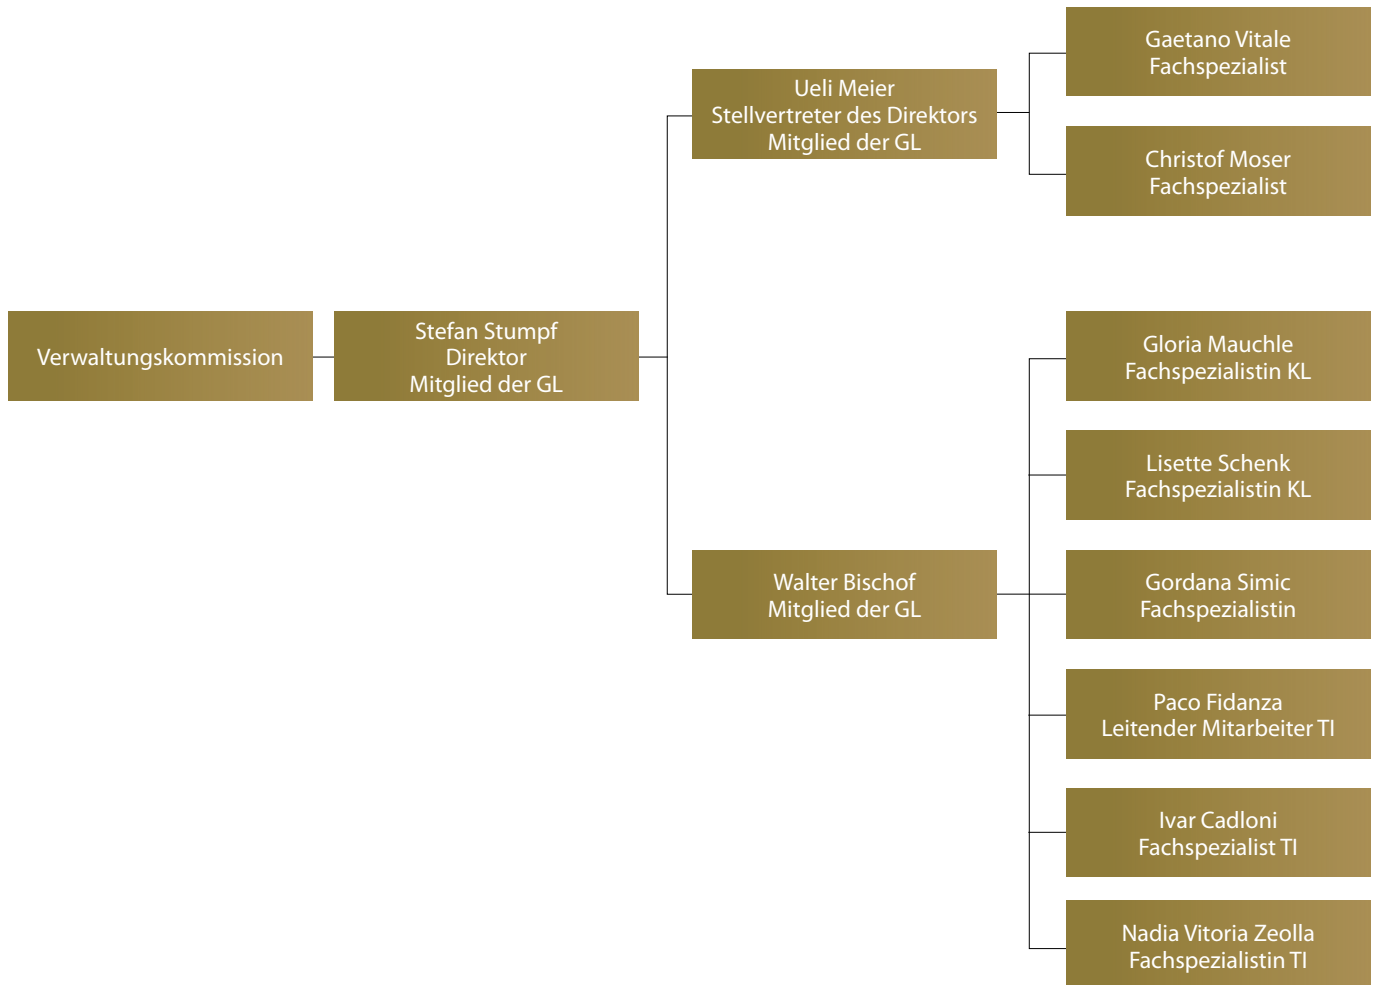 Verwaltungskommission
Stefan Stumpf
Direktor
Mitglied der GL
Ueli Meier
Stellvertreter des Direktors
Mitglied der GL
Gaetano Vitale
Fachspezialist
Christof Moser
Fachspezialist
Walter Bischof
Mitglied der GL
Gloria Mauchle
Fachspezialistin KL
Lisette Schenk
Fachspezialistin KL
Gordana Simic
Fachspezialistin
Paco Fidanza
Leitender Mitarbeiter TI
Ivar Cadloni
Fachspezialist TI
Nadia Vitoria Zeolla
Fachspezialistin TI